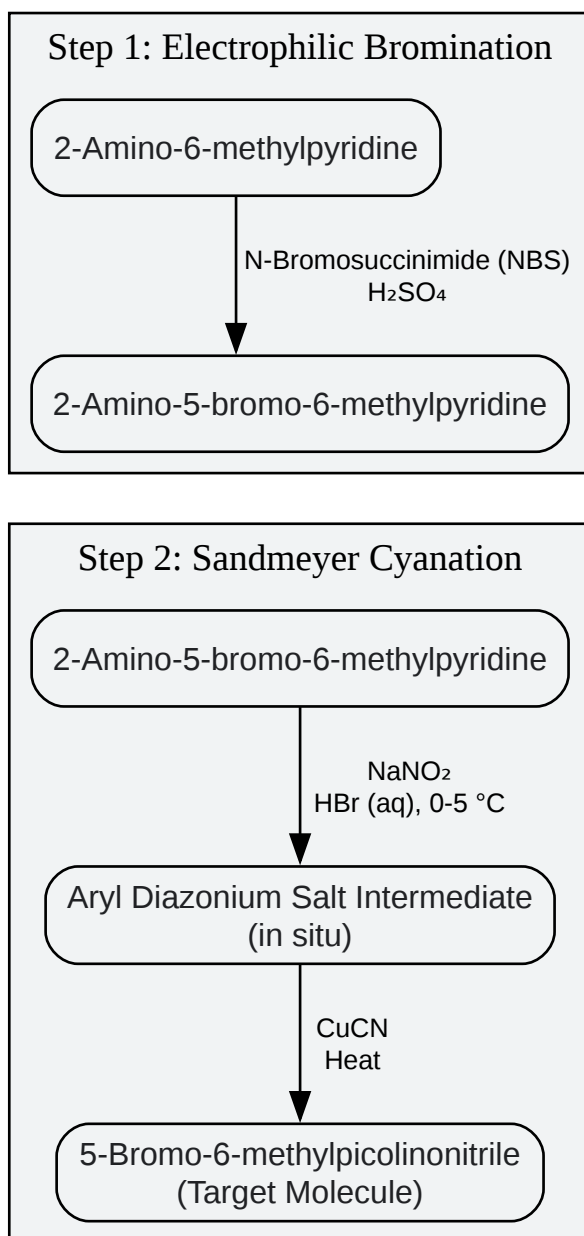 Step 1: Electrophilic Bromination
2-Amino-6-methylpyridine
N-Bromosuccinimide (NBS)
H₂SO₄
2-Amino-5-bromo-6-methylpyridine
Step 2: Sandmeyer Cyanation
2-Amino-5-bromo-6-methylpyridine
NaNO₂
HBr (aq), 0-5 °C
Aryl Diazonium Salt Intermediate
(in situ)
CuCN
Heat
5-Bromo-6-methylpicolinonitrile
(Target Molecule)